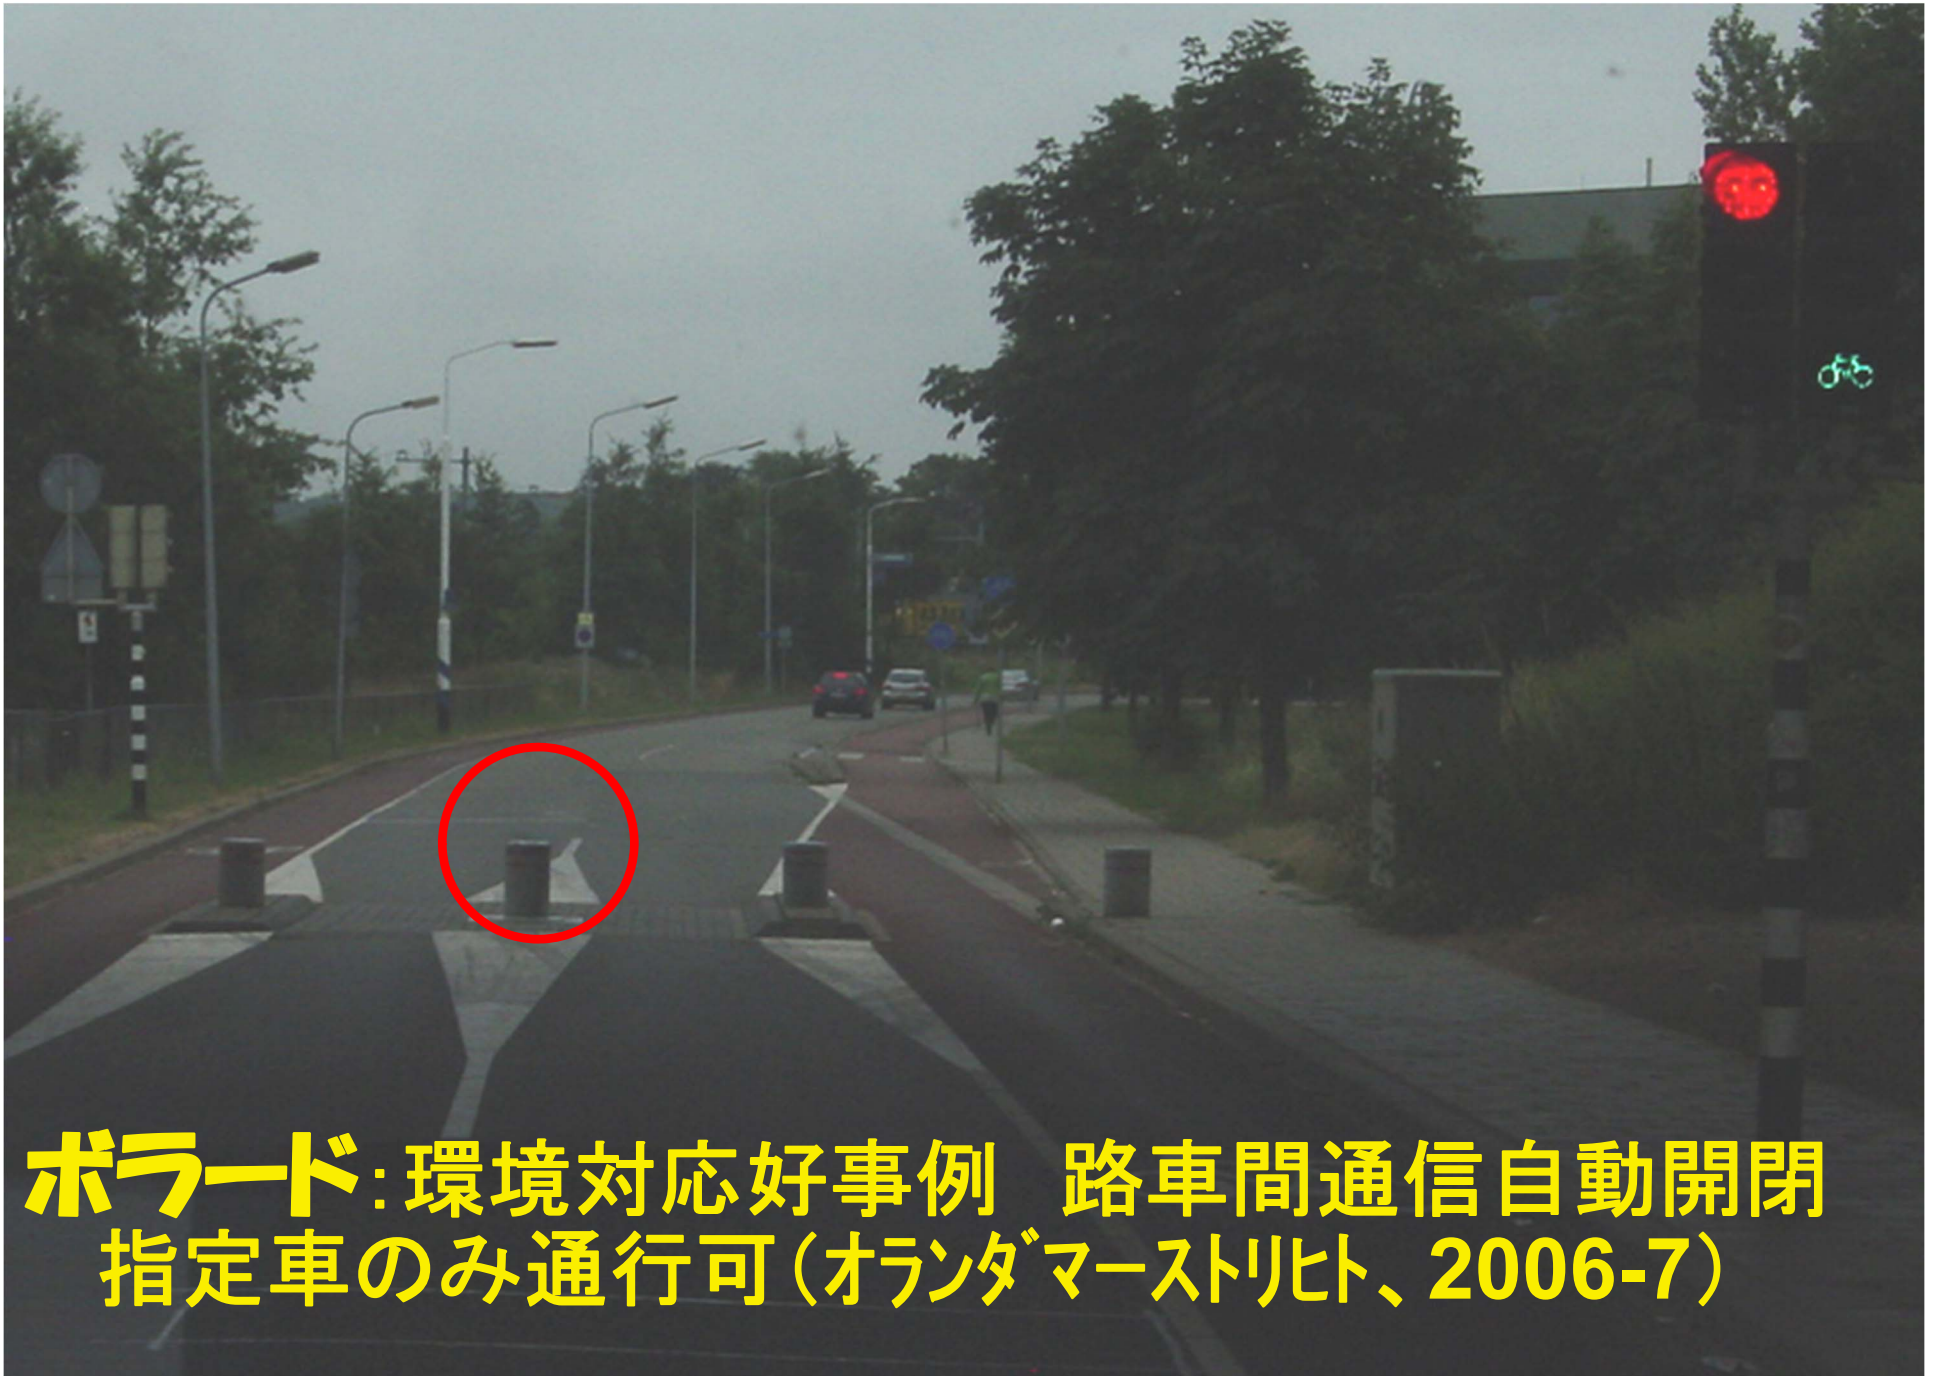 ボラード：環境対応好事例　路車間通信自動開閉
指定車のみ通行可（オランダマーストリヒト、2006-7）